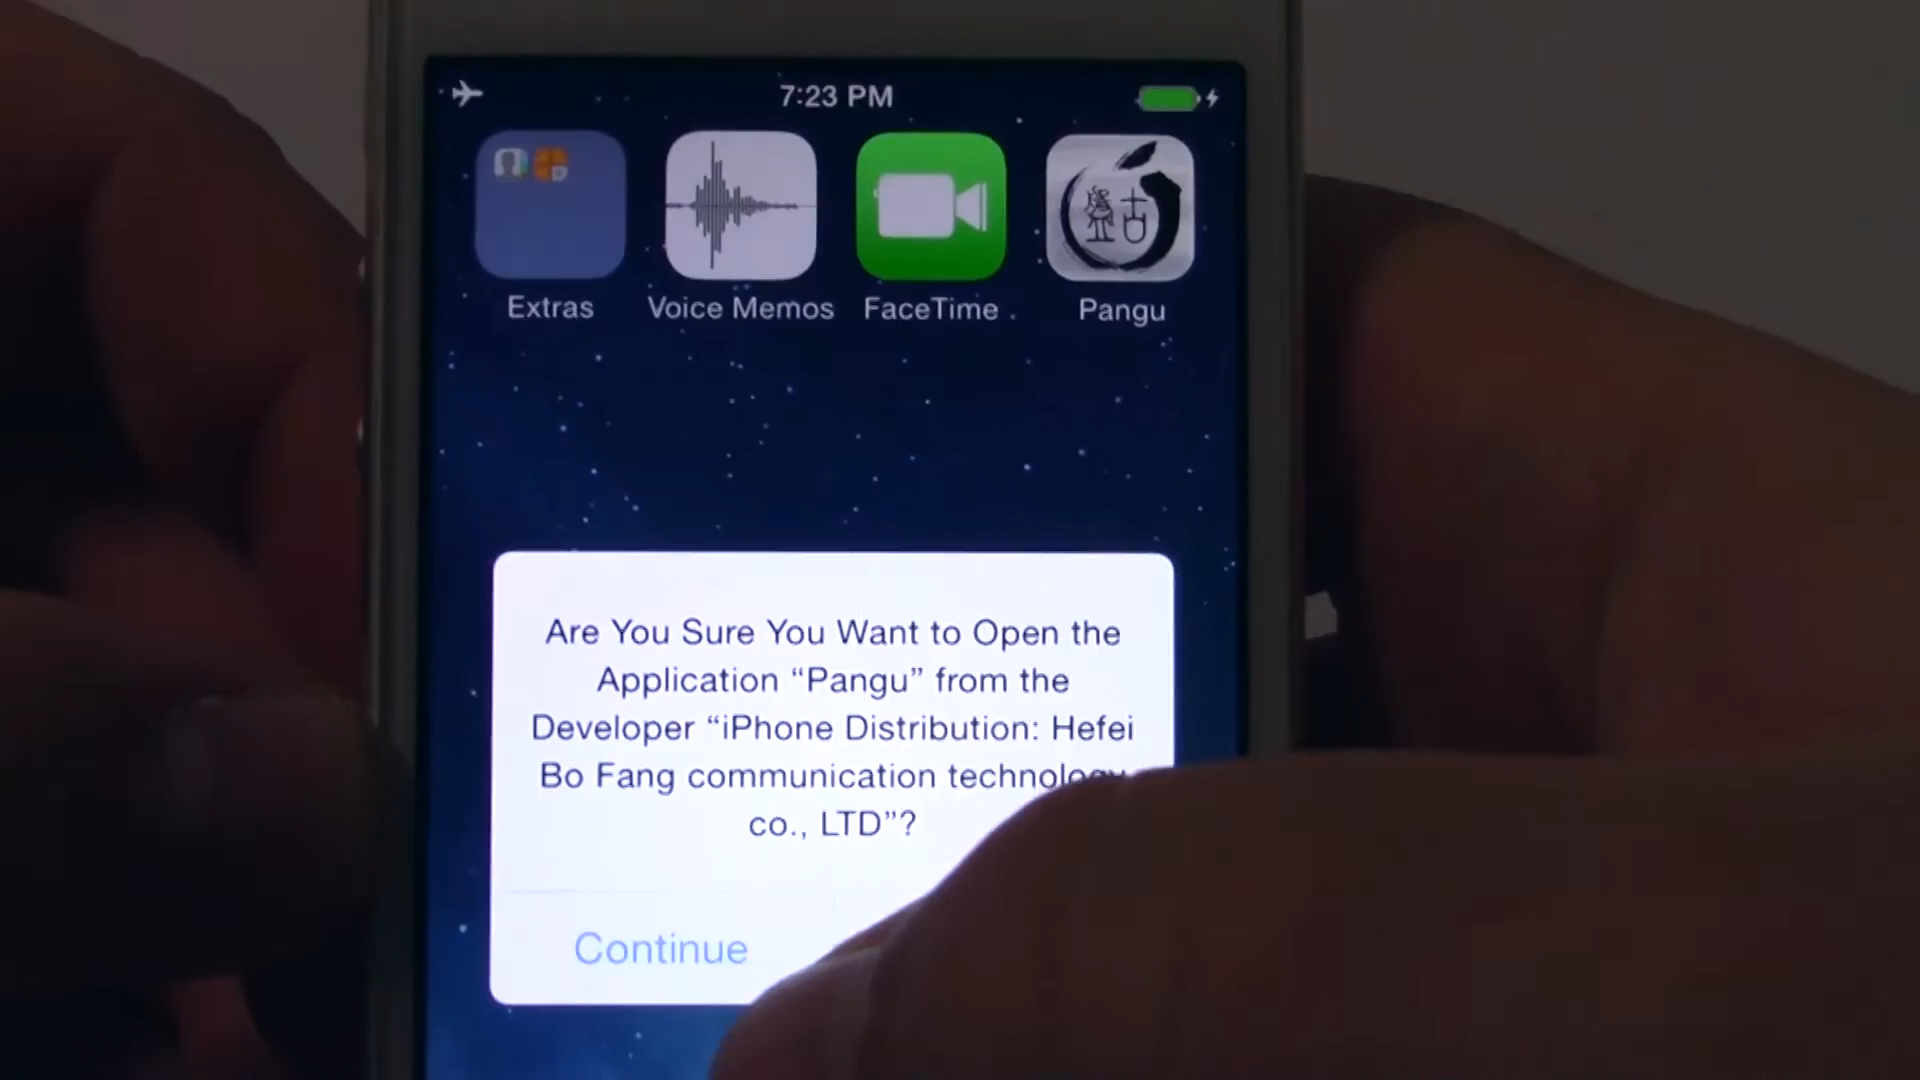 7:23 PM
Extras
Voice Memos
FaceTime
Pangu
Are You Sure You Want to Open the
Application “Pangu” from the
Developer “iPhone Distribution: Hefei
Bo Fang communication technology
co., LTD”?
Continue